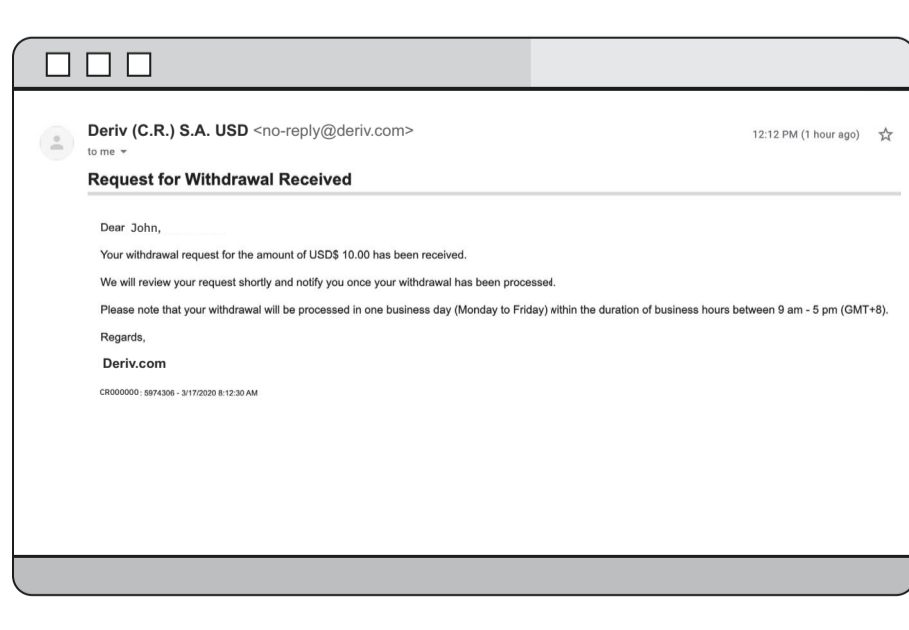 Deriv (C.R.) S.A. USD <no-reply@deriv.com>
12:12 PM (1 hour ago)
to me
Request for Withdrawal Received
Dear John,
Your withdrawal request for the amount of USD$ 10.00 has been received.
We will review your request shortly and notify you once your withdrawal has been processed.
Please note that your withdrawal will be processed in one business day (Monday to Friday) within the duration of business hours between 9 am - 5 pm (GMT+8).
Regards,
Deriv.com
CR000000: 5974306 - 3/17/2020 8:12:30 AM